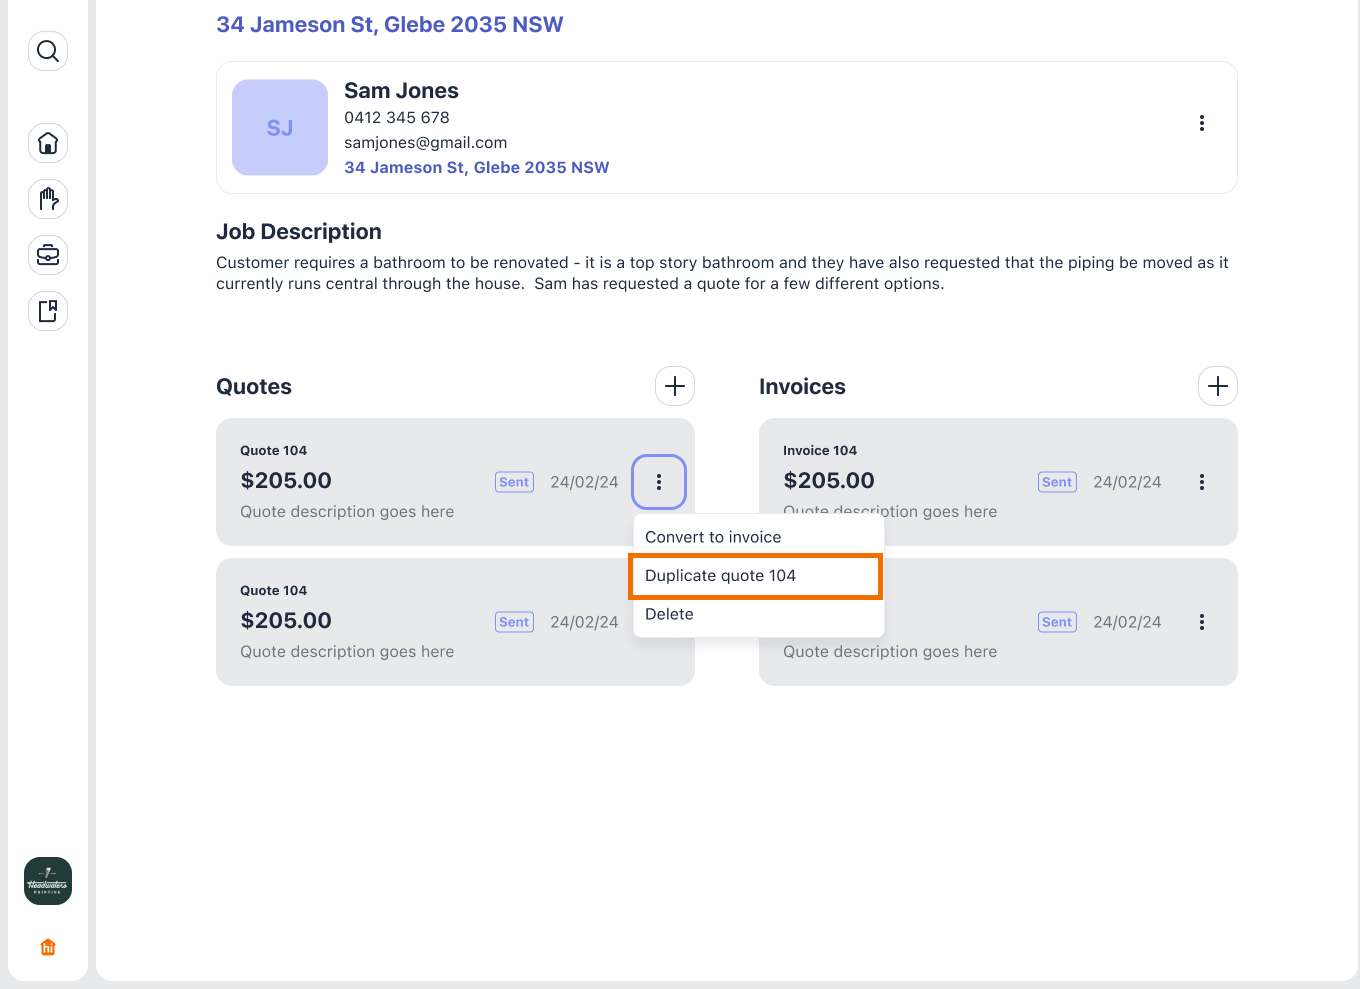 34 Jameson St, Glebe 2035 NSW
SJ
Sam Jones
0412 345 678
samjones@gmail.com
34 Jameson St, Glebe 2035 NSW
Job Description
Customer requires a bathroom to be renovated - it is a top story bathroom and they have also requested that the piping be moved as it
currently runs central through the house.  Sam has requested a quote for a few different options.
Quotes
Quote 104
$205.00
Sent
24/02/24
Quote description goes here
Quote 104
$205.00
Sent
24/02/24
Quote description goes here
Convert to invoice
Duplicate quote 104
Delete
Invoices
Invoice 104
$205.00
Sent
24/02/24
Quote description goes here
Sent
24/02/24
Quote description goes here
Headwaters
hi